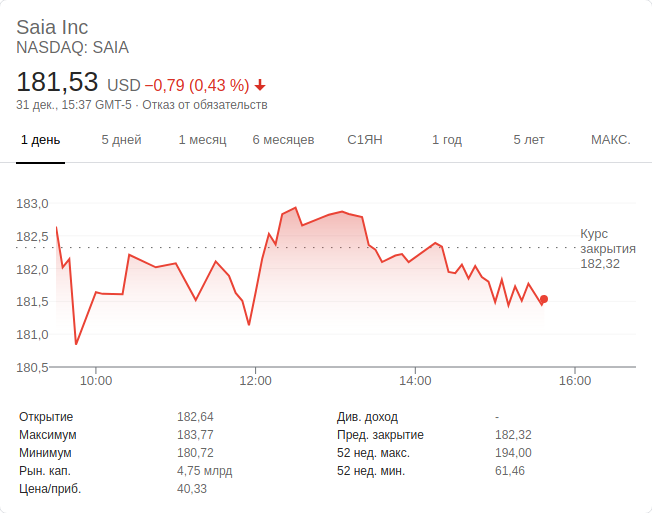 Saia Inc
NASDAQ: SAIA
181,53 USD −0,79 (0,43 %)
31 дек., 15:37 GMT-5 · Отказ от обязательств
1 день 5 дней 1 месяц 6 месяцев С1ЯН 1 год 5 лет МАКС.
183,0
182,5
182,0
181,5
181,0
180,5
Курс
закрытия
182,32
10:00 12:00 14:00 16:00
Открытие 182,64
Максимум 183,77
Минимум 180,72
Рын. кап. 4,75 млрд
Цена/приб. 40,33
Див. доход -
Пред. закрытие 182,32
52 нед. макс. 194,00
52 нед. мин. 61,46